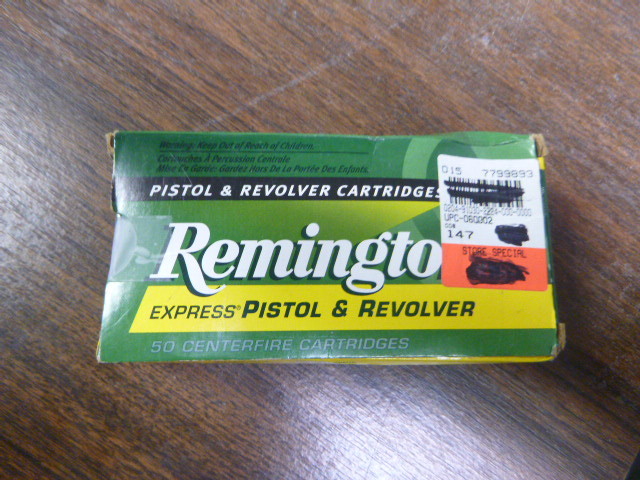 Warning: Keep Out of Reach of Children.
Cartouches À Percussion Centrale
Mise En Garde: Gardez Hors De La Portée Des Enfants.
PISTOL & REVOLVER CARTRIDGES
Remingto
EXPRESS® PISTOL & REVOLVER
50 CENTERFIRE CARTRIDGES
015 7799893
UPC-060002
147
STORE SPECIAL